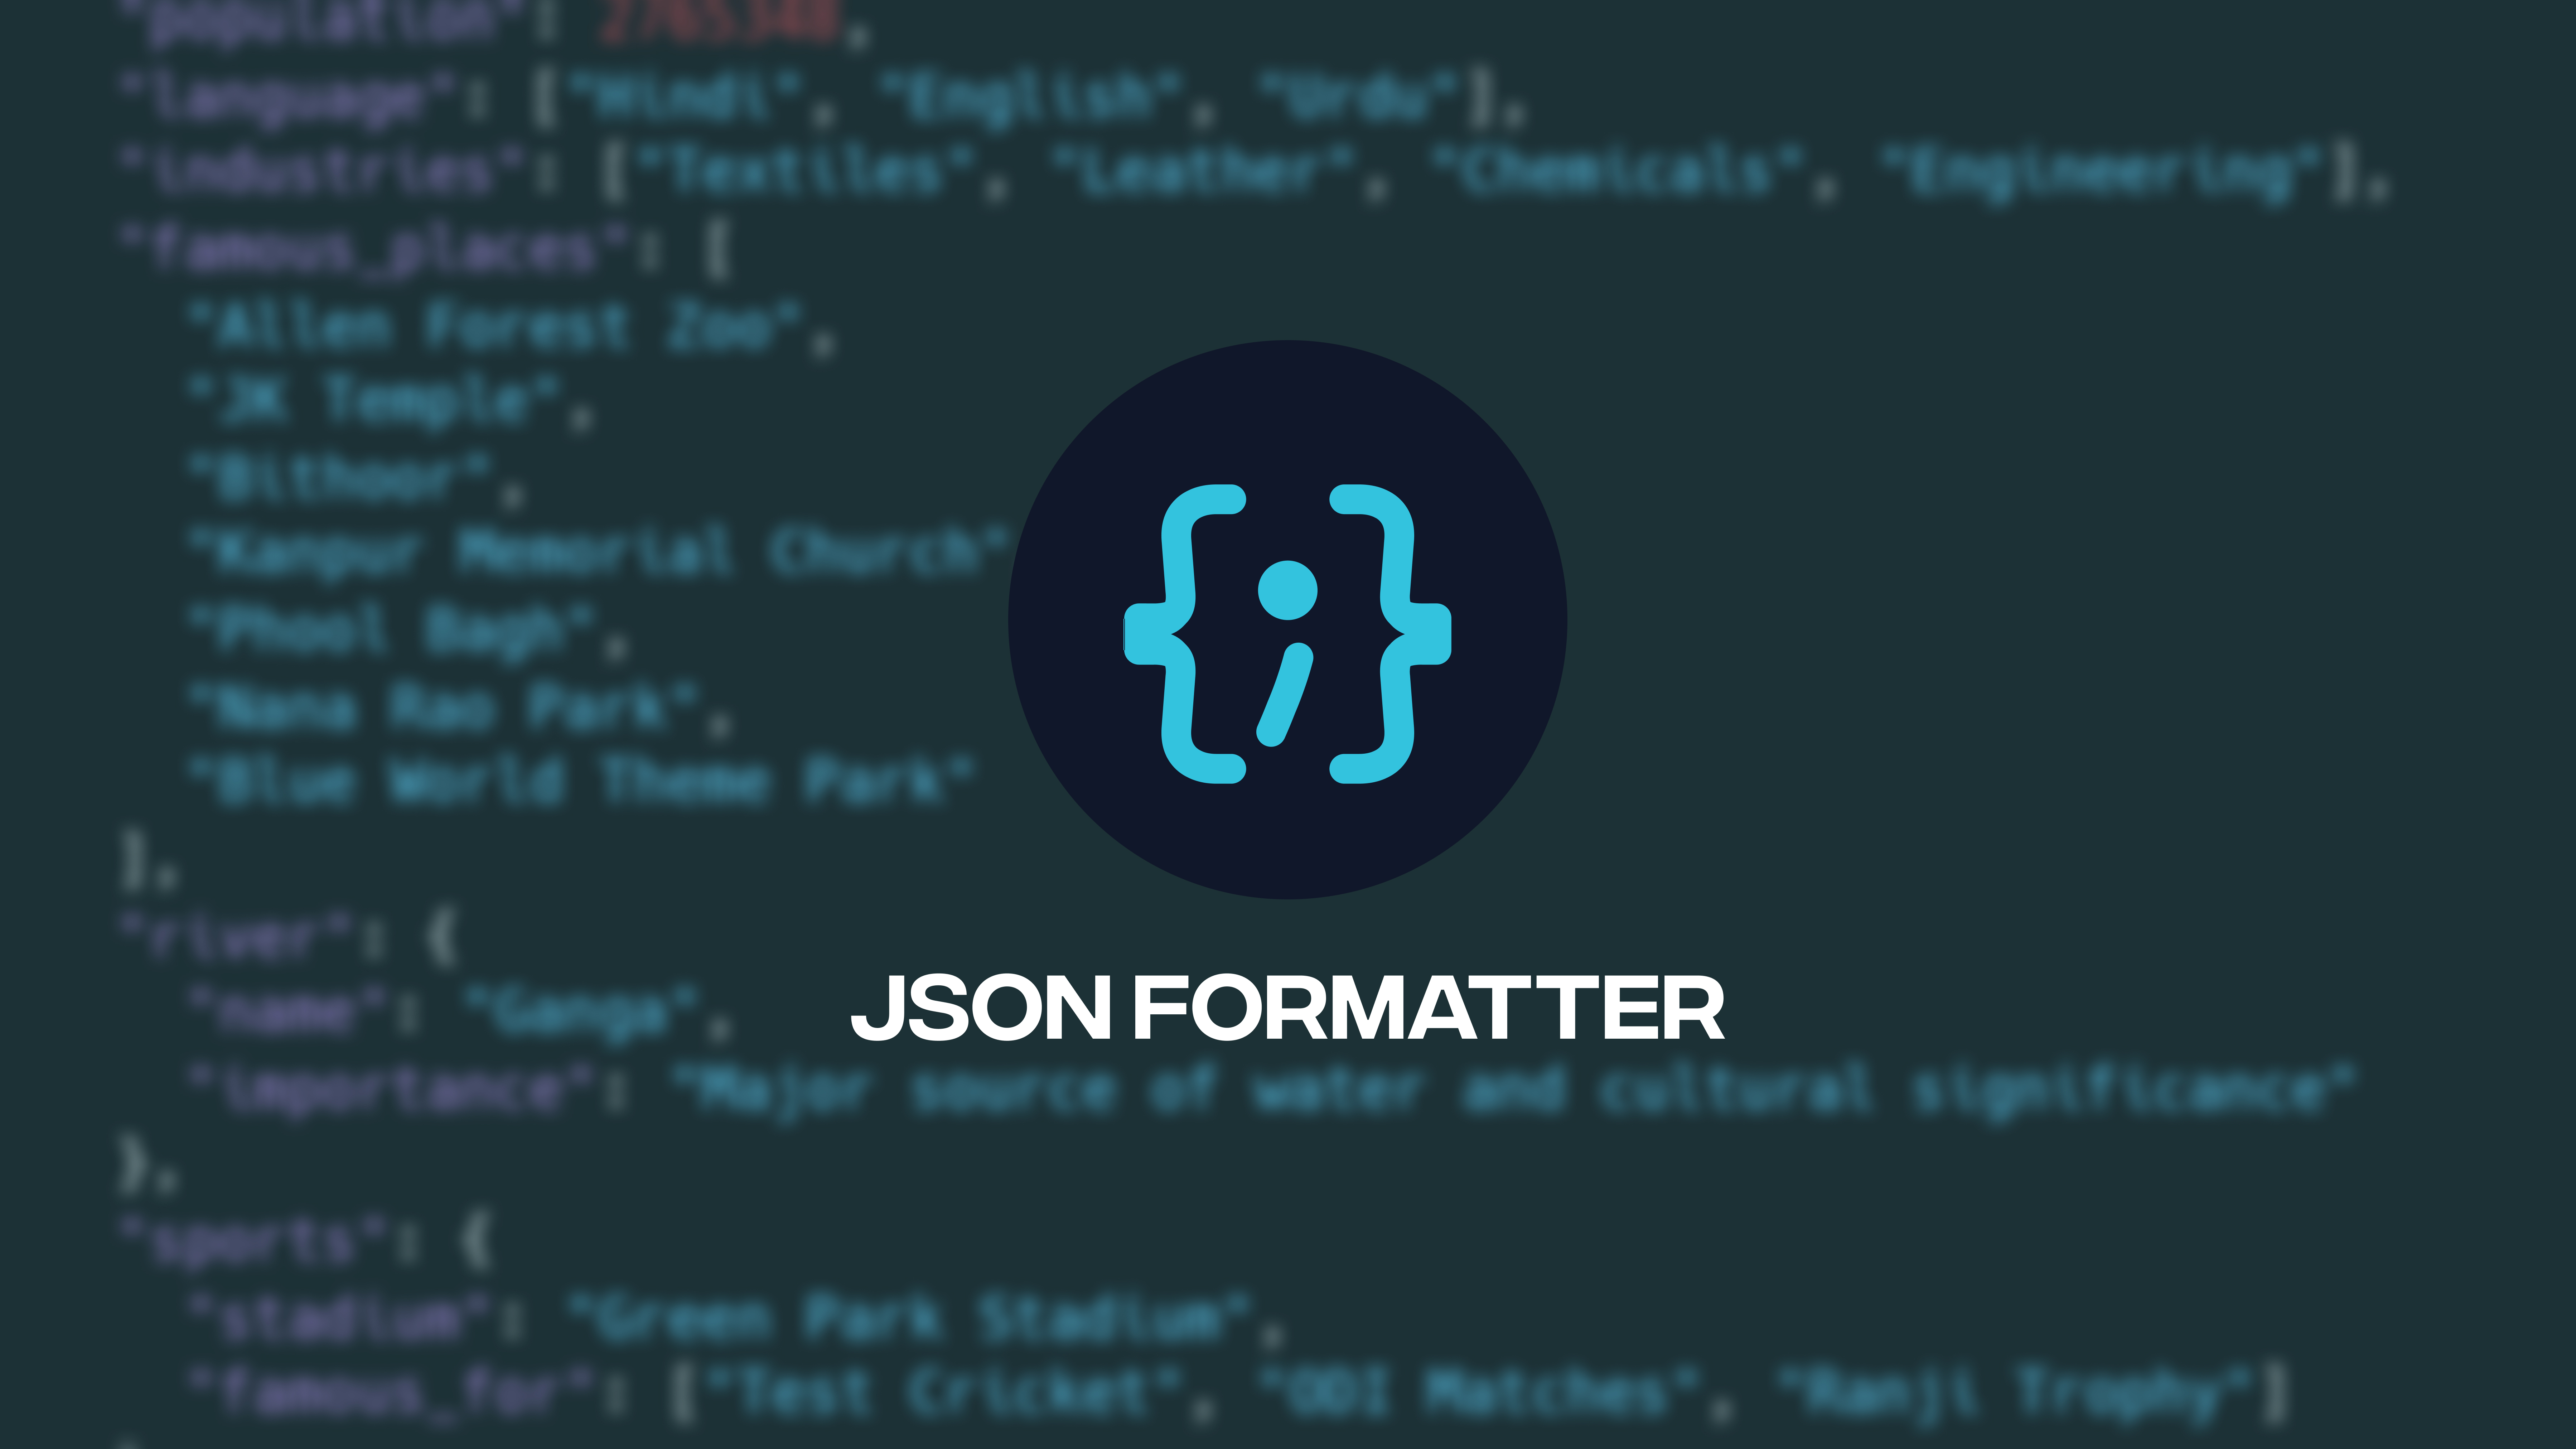 "population": 2765348,
"language": ["Hindi", "English", "Urdu"],
"industries": ["Textiles", "Leather", "Chemicals", "Engineering"],
"famous_places": [
"Allen Forest Zoo",
"JK Temple",
"Bithoor",
"Kanpur Memorial Church"
"Phool Bagh",
"Nana Rao Park",
"Blue World Theme Park"
],
"river": {
"name": "Ganga",
JSON FORMATTER
"importance": "Major source of water and cultural significance"
},
"sports": {
"stadium": "Green Park Stadium",
"famous_for": ["Test Cricket", "ODI Matches", "Ranji Trophy"]